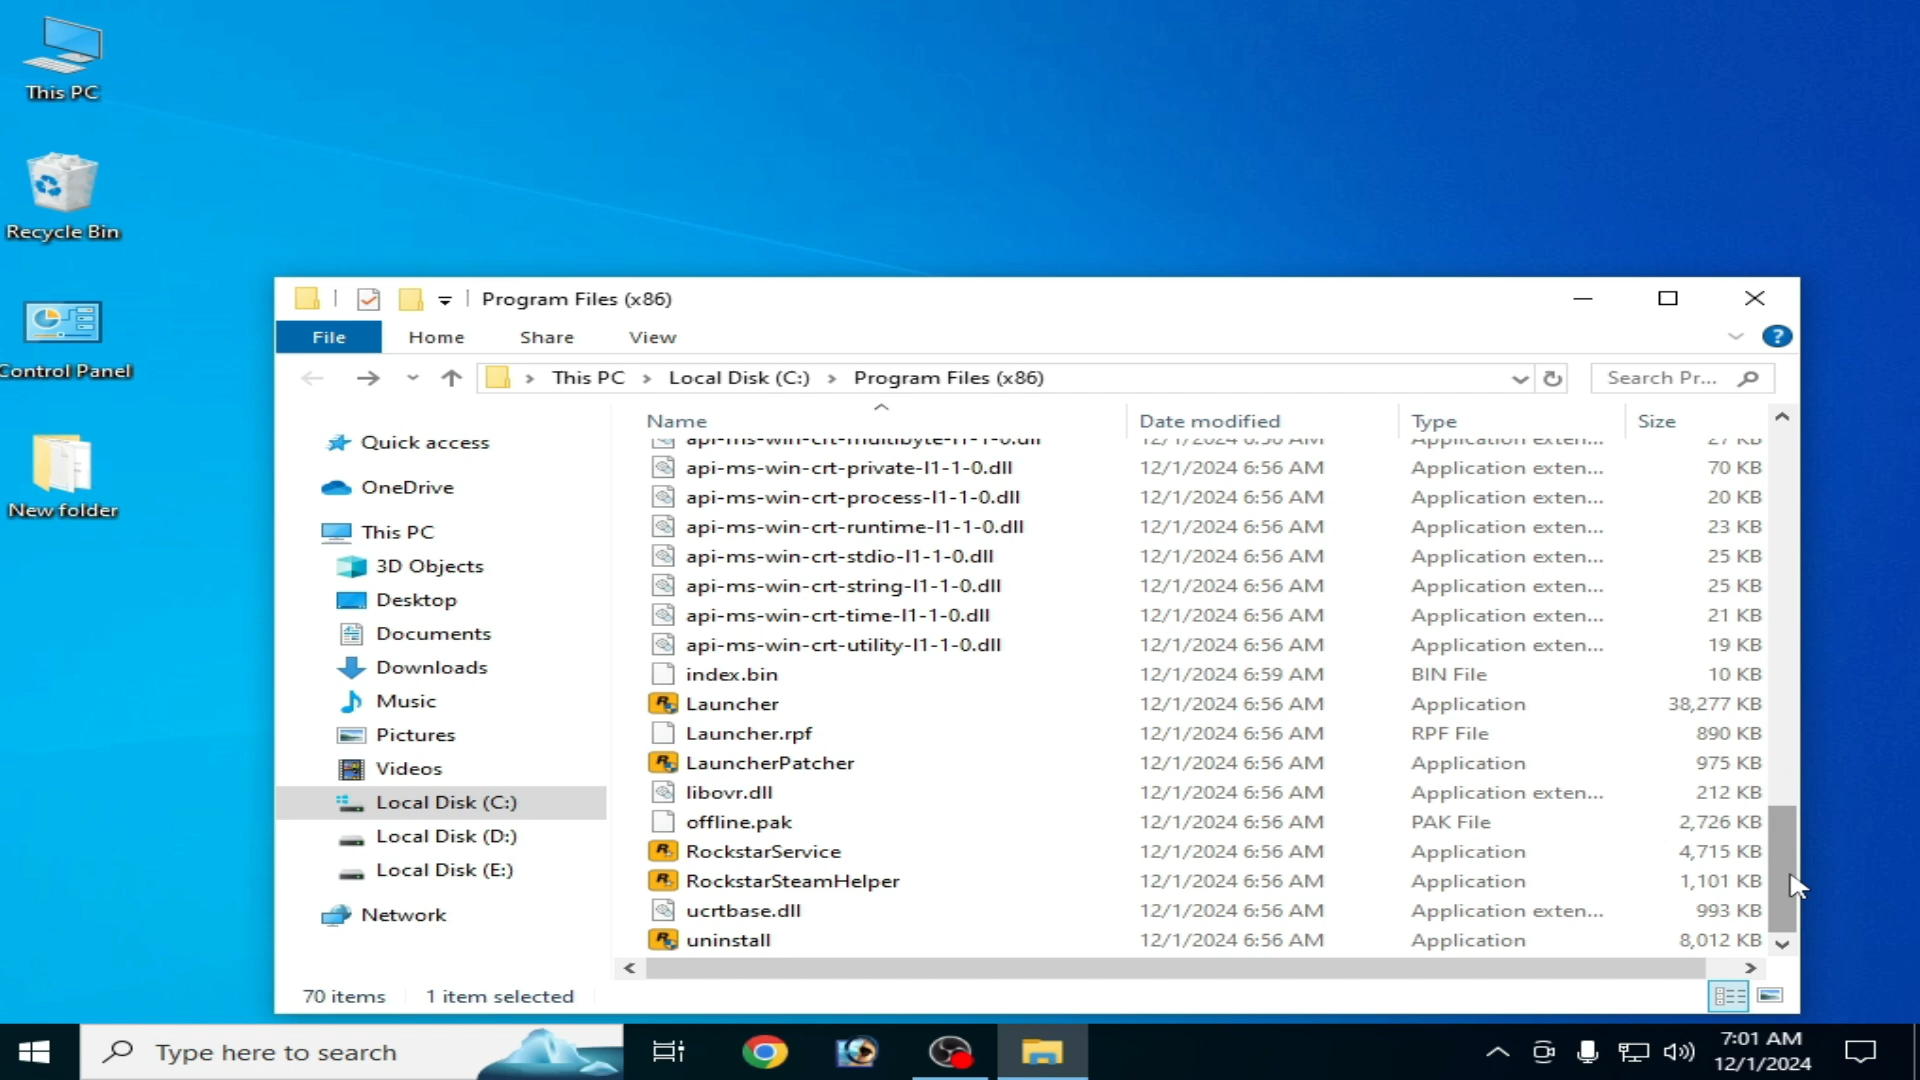 This PC
Recycle Bin
Control Panel
New folder
Program Files (x86)
File Home Share View
This PC > Local Disk (C:) > Program Files (x86)
Search Pr...
Quick access
OneDrive
This PC
3D Objects
Desktop
Documents
Downloads
Music
Pictures
Videos
Local Disk (C:)
Local Disk (D:)
Local Disk (E:)
Network
Name Date modified Type Size
api-ms-win-crt-multibyte-l1-1-0.dll 12/1/2024 6:56 AM Application exten... 27 KB
api-ms-win-crt-private-l1-1-0.dll 12/1/2024 6:56 AM Application exten... 70 KB
api-ms-win-crt-process-l1-1-0.dll 12/1/2024 6:56 AM Application exten... 20 KB
api-ms-win-crt-runtime-l1-1-0.dll 12/1/2024 6:56 AM Application exten... 23 KB
api-ms-win-crt-stdio-l1-1-0.dll 12/1/2024 6:56 AM Application exten... 25 KB
api-ms-win-crt-string-l1-1-0.dll 12/1/2024 6:56 AM Application exten... 25 KB
api-ms-win-crt-time-l1-1-0.dll 12/1/2024 6:56 AM Application exten... 21 KB
api-ms-win-crt-utility-l1-1-0.dll 12/1/2024 6:56 AM Application exten... 19 KB
index.bin 12/1/2024 6:59 AM BIN File 10 KB
Launcher 12/1/2024 6:56 AM Application 38,277 KB
Launcher.rpf 12/1/2024 6:56 AM RPF File 890 KB
LauncherPatcher 12/1/2024 6:56 AM Application 975 KB
libovr.dll 12/1/2024 6:56 AM Application exten... 212 KB
offline.pak 12/1/2024 6:56 AM PAK File 2,726 KB
RockstarService 12/1/2024 6:56 AM Application 4,715 KB
RockstarSteamHelper 12/1/2024 6:56 AM Application 1,101 KB
ucrtbase.dll 12/1/2024 6:56 AM Application exten... 993 KB
uninstall 12/1/2024 6:56 AM Application 8,012 KB
70 items 1 item selected
Type here to search
7:01 AM
12/1/2024